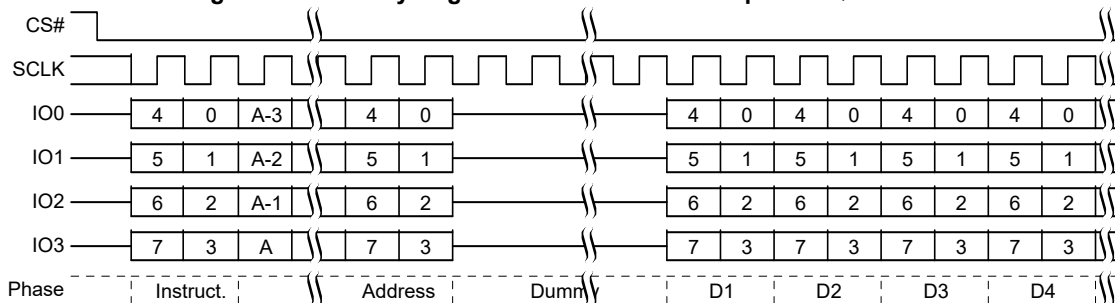 CS#
SCLK
IO0 4 0 A-3 4 0 4 0 4 0 4 0 4 0
IO1 5 1 A-2 5 1 5 1 5 1 5 1 5 1
IO2 6 2 A-1 6 2 6 2 6 2 6 2 6 2
IO3 7 3 A 7 3 7 3 7 3 7 3 7 3
Phase Instruct. Address Dummy D1 D2 D3 D4